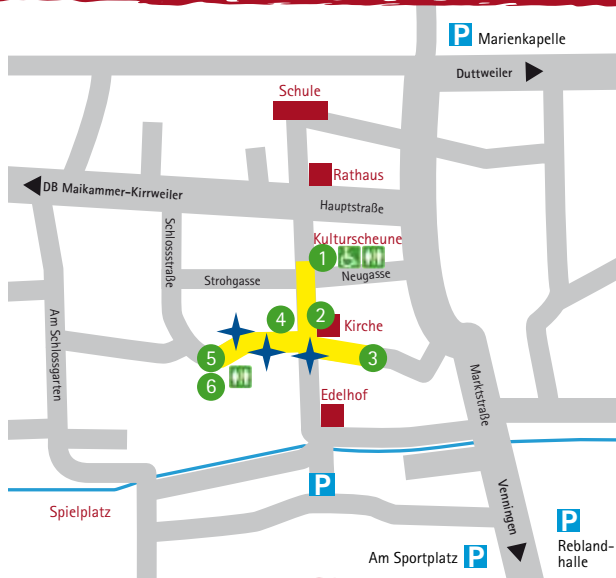 P Marienkapelle
Duttweiler
Schule
Rathaus
DB Maikammer-Kirrweiler
Hauptstraße
Schlossstraße
Kulturscheune
1
Strohgasse
Neugasse
2
4
Kirche
Am Schlossgarten
5
3
6
Marktstraße
Edelhof
P
Venningen
Spielplatz
P
Rebland-
halle
Am Sportplatz P